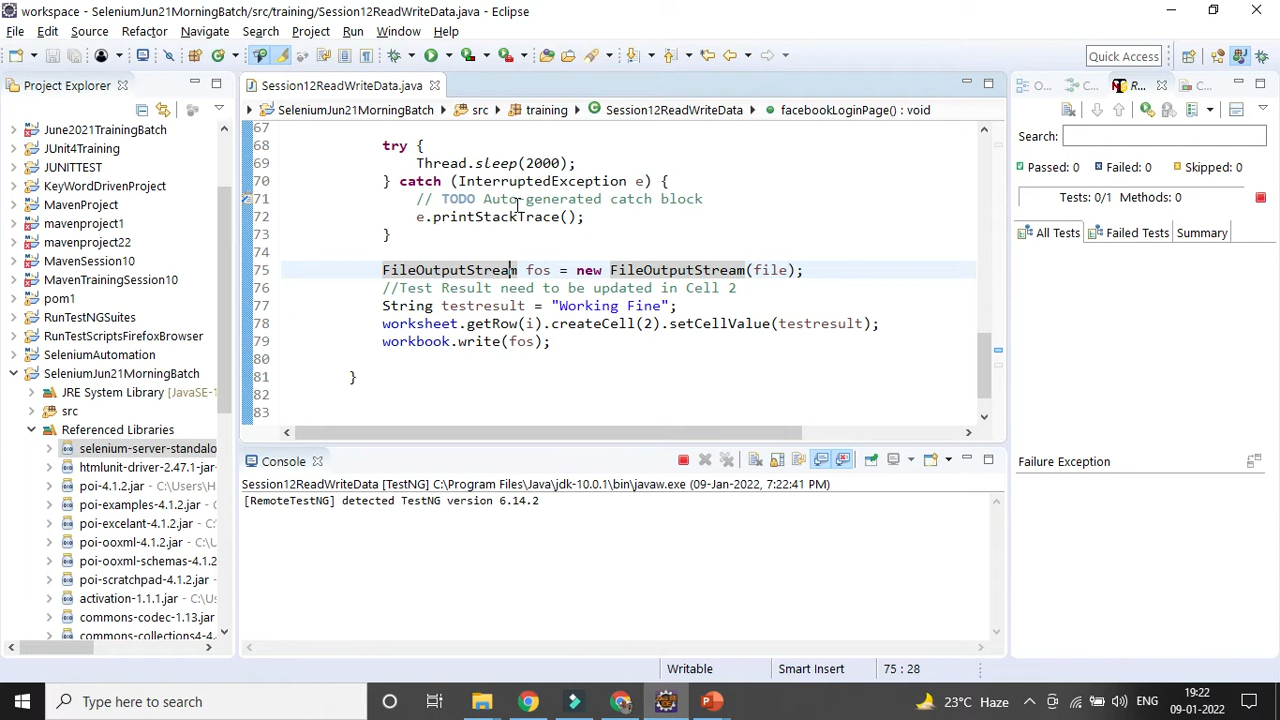 workspace - SeleniumJun21MorningBatch/src/training/Session12ReadWriteData.java - Eclipse
File Edit Source Refactor Navigate Search Project Run Window Help
Quick Access
Project Explorer
June2021TrainingBatch
JUnit4Training
JUNITTEST
KeyWordDrivenProject
MavenProject
mavenproject1
mavenproject22
MavenSession10
MavenTrainingSession10
pom1
RunTestNGSuites
RunTestScriptsFirefoxBrowser
SeleniumAutomation
SeleniumJun21MorningBatch
JRE System Library [JavaSE-1
src
Referenced Libraries
selenium-server-standalo
htmlunit-driver-2.47.1-jar-
poi-4.1.2.jar - C:\Users\H
poi-examples-4.1.2.jar - C
poi-excelant-4.1.2.jar - C:
poi-ooxml-4.1.2.jar - C:\U
poi-ooxml-schemas-4.1.2.
poi-scratchpad-4.1.2.jar -
activation-1.1.1.jar - C:\U
commons-codec-1.13.jar
commons-collections4-4.
Session12ReadWriteData.java
SeleniumJun21MorningBatch src training Session12ReadWriteData facebookLoginPage() : void
67
68 try {
69 Thread.sleep(2000);
70 } catch (InterruptedException e) {
71 // TODO Auto-generated catch block
72 e.printStackTrace();
73 }
74
75 FileOutputStream fos = new FileOutputStream(file);
76 //Test Result need to be updated in Cell 2
77 String testresult = "Working Fine";
78 worksheet.getRow(i).createCell(2).setCellValue(testresult);
79 workbook.write(fos);
80
81 }
82
83
Console
Session12ReadWriteData [TestNG] C:\Program Files\Java\jdk-10.0.1\bin\javaw.exe (09-Jan-2022, 7:22:41 PM)
[RemoteTestNG] detected TestNG version 6.14.2
O... C... R... C...
Search:
Passed: 0 Failed: 0 Skipped: 0
Tests: 0/1 Methods: 0
All Tests Failed Tests Summary
Failure Exception
Writable Smart Insert 75 : 28
Type here to search
23°C Haze ENG
19:22
09-01-2022